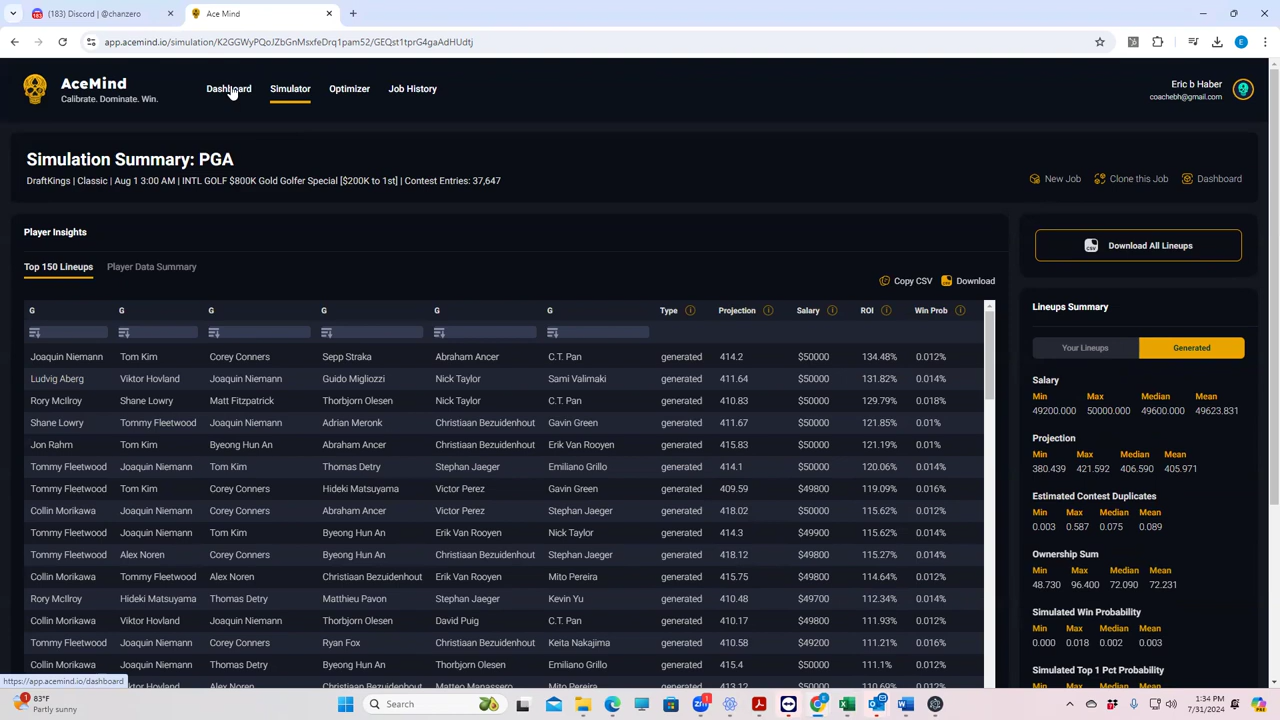 (183) Discord | @chanzero
Ace Mind
app.acemind.io/simulation/K2GGWyPQoJZbGnMsxfeDrq1pam52/GEQst1tprG4gaAdHUdtj
AceMind
Calibrate. Dominate. Win.
Dashboard
Simulator
Optimizer
Job History
Eric b Haber
coachebh@gmail.com
Simulation Summary: PGA
DraftKings | Classic | Aug 1 3:00 AM | INTL GOLF $800K Gold Golfer Special [$200K to 1st] | Contest Entries: 37,647
New Job
Clone this Job
Dashboard
Player Insights
Top 150 Lineups
Player Data Summary
Copy CSV
Download
G G G G G G Type Projection Salary ROI Win Prob
Joaquin Niemann Tom Kim Corey Conners Sepp Straka Abraham Ancer C.T. Pan generated 414.2 $50000 134.48% 0.012%
Ludvig Aberg Viktor Hovland Joaquin Niemann Guido Migliozzi Nick Taylor Sami Valimaki generated 411.64 $50000 131.82% 0.014%
Rory McIlroy Shane Lowry Matt Fitzpatrick Thorbjorn Olesen Nick Taylor C.T. Pan generated 410.83 $50000 129.79% 0.018%
Shane Lowry Tommy Fleetwood Joaquin Niemann Adrian Meronk Christiaan Bezuidenhout Gavin Green generated 411.67 $50000 121.85% 0.01%
Jon Rahm Tom Kim Byeong Hun An Abraham Ancer Christiaan Bezuidenhout Erik Van Rooyen generated 415.83 $50000 121.19% 0.01%
Tommy Fleetwood Joaquin Niemann Tom Kim Thomas Detry Stephan Jaeger Emiliano Grillo generated 414.1 $50000 120.06% 0.014%
Tommy Fleetwood Tom Kim Corey Conners Hideki Matsuyama Victor Perez Gavin Green generated 409.59 $49800 119.09% 0.016%
Collin Morikawa Joaquin Niemann Corey Conners Abraham Ancer Victor Perez Stephan Jaeger generated 418.02 $50000 115.68% 0.012%
Tommy Fleetwood Joaquin Niemann Tom Kim Byeong Hun An Erik Van Rooyen Nick Taylor generated 414.3 $49900 115.62% 0.014%
Tommy Fleetwood Alex Noren Corey Conners Byeong Hun An Christiaan Bezuidenhout Stephan Jaeger generated 418.12 $49800 115.27% 0.014%
Collin Morikawa Tommy Fleetwood Alex Noren Christiaan Bezuidenhout Erik Van Rooyen Mito Pereira generated 415.75 $49800 114.64% 0.012%
Rory McIlroy Hideki Matsuyama Thomas Detry Matthieu Pavon Stephan Jaeger Kevin Yu generated 410.48 $49700 112.34% 0.014%
Collin Morikawa Viktor Hovland Joaquin Niemann Thorbjorn Olesen David Puig C.T. Pan generated 410.17 $50000 111.93% 0.012%
Tommy Fleetwood Joaquin Niemann Corey Conners Ryan Fox Christiaan Bezuidenhout Keita Nakajima generated 410.58 $49200 111.21% 0.016%
Collin Morikawa Joaquin Niemann Thomas Detry Byeong Hun An Thorbjorn Olesen Mito Pereira generated 415.4 $50000 111.1% 0.014%
Download All Lineups
Lineups Summary
Your Lineups
Generated
Salary
Min Max Median Mean
49200.000 50000.000 49600.000 49623.831
Projection
Min Max Median Mean
380.439 421.592 406.590 405.971
Estimated Contest Duplicates
Min Max Median Mean
0.003 0.587 0.075 0.089
Ownership Sum
Min Max Median Mean
48.730 96.400 72.090 72.231
Simulated Win Probability
Min Max Median Mean
0.000 0.018 0.002 0.003
Simulated Top 1 Pct Probability
https://app.acemind.io/dashboard
83°F
Partly sunny
Search
1:34 PM
7/31/2024